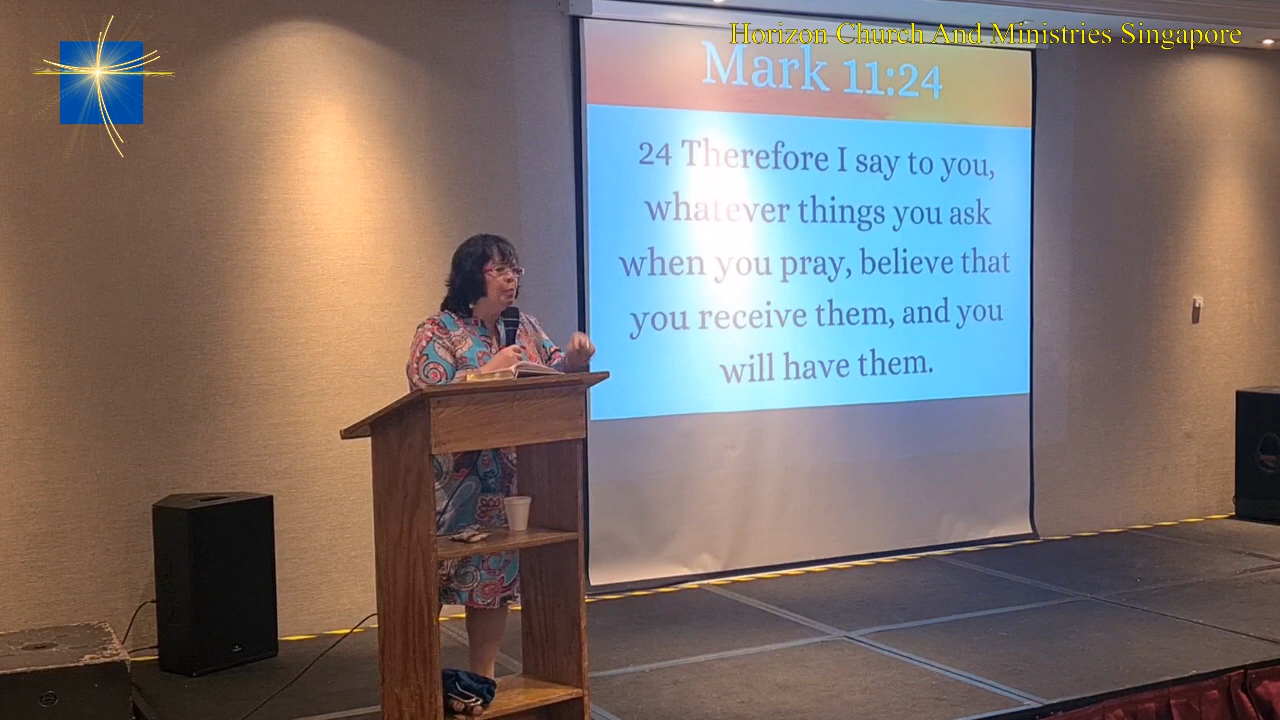 Horizon Church And Ministries Singapore
Mark 11:24
24 Therefore I say to you,
whatever things you ask
when you pray, believe that
you receive them, and you
will have them.